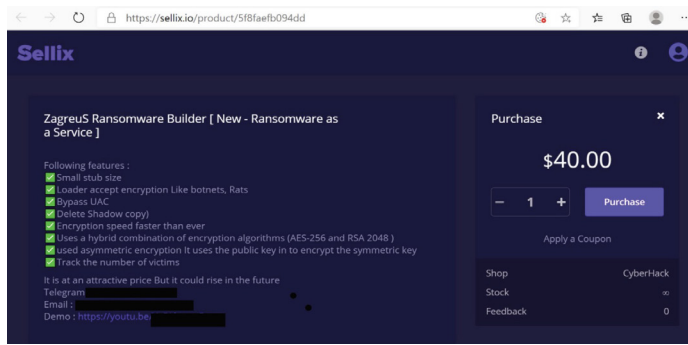 https://sellix.io/product/5f8faefb094dd
Sellix
ZagreuS Ransomware Builder [ New - Ransomware as
a Service ]
Following features :
✅ Small stub size
✅ Loader accept encryption Like botnets, Rats
✅ Bypass UAC
✅ Delete Shadow copy)
✅ Encryption speed faster than ever
✅ Uses a hybrid combination of encryption algorithms (AES-256 and RSA 2048 )
✅ used asymmetric encryption It uses the public key in to encrypt the symmetric key
✅ Track the number of victims
It is at an attractive price But it could rise in the future
Telegram
Email :
Demo : https://youtu.be/
Purchase ×
$40.00
− 1 + Purchase
Apply a Coupon
Shop CyberHack
Stock ∞
Feedback 0